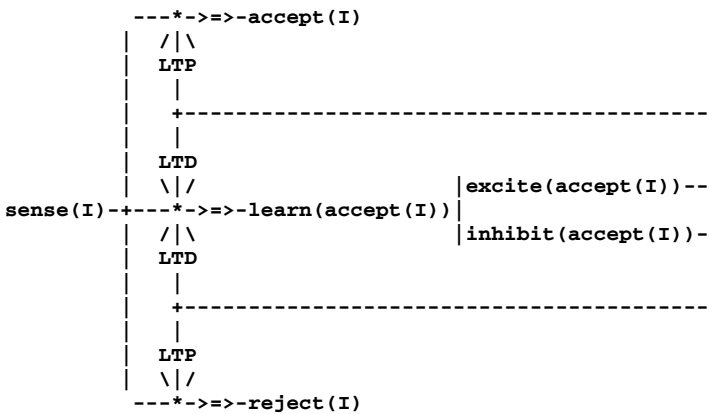 ---*->=>-accept(I)
| /|\
| LTP
| |
| +-----------------------------------------
| |
| LTD
| \|/ |excite(accept(I))--
sense(I)-+---*->=>-learn(accept(I))|
| /|\ |inhibit(accept(I))-
| LTD
| |
| +-----------------------------------------
| |
| LTP
| \|/
---*->=>-reject(I)